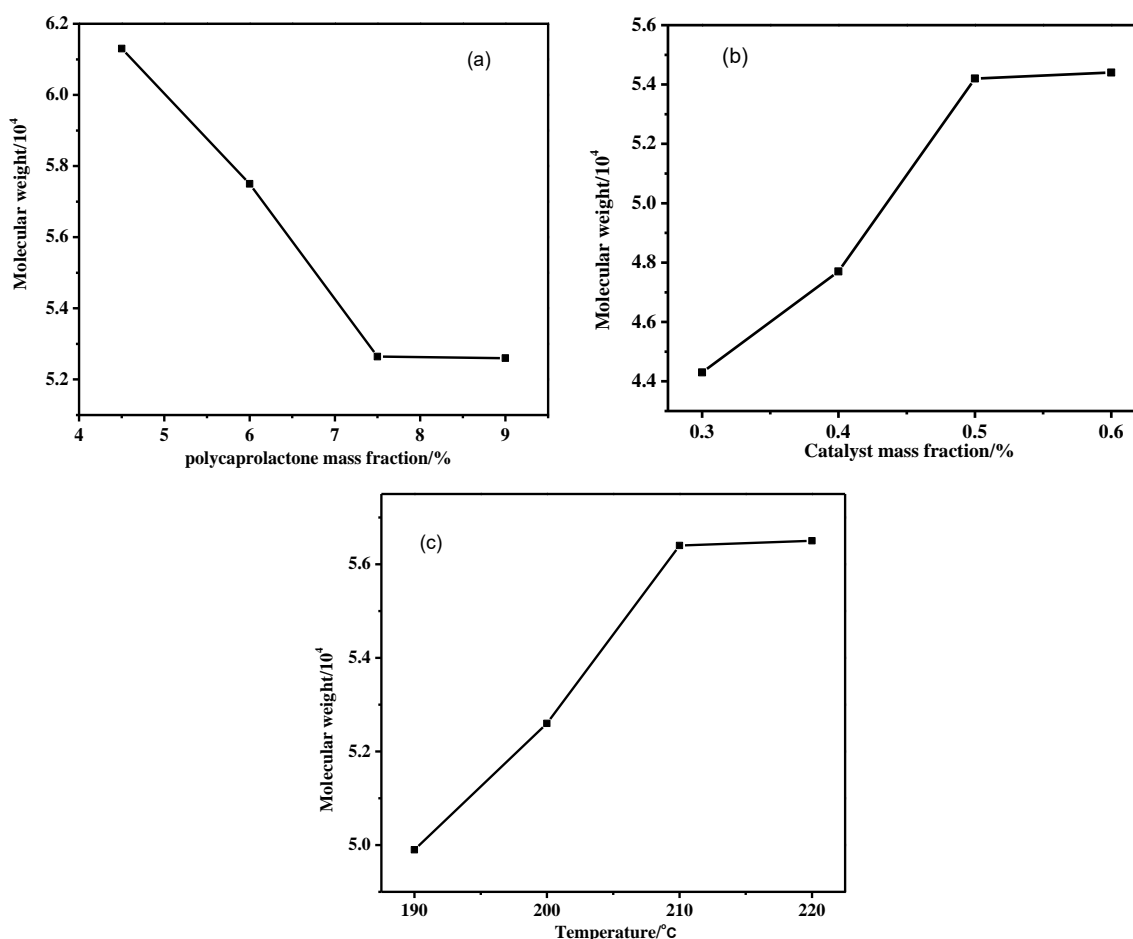 6.2
6.0
5.8
5.6
5.4
5.2
Molecular weight/10⁴
(a)
4 5 6 7 8 9
polycaprolactone mass fraction/%
5.6
5.4
5.2
5.0
4.8
4.6
4.4
Molecular weight/10⁴
(b)
0.3 0.4 0.5 0.6
Catalyst mass fraction/%
5.6
5.4
5.2
5.0
Molecular weight/10⁴
(c)
190 200 210 220
Temperature/℃